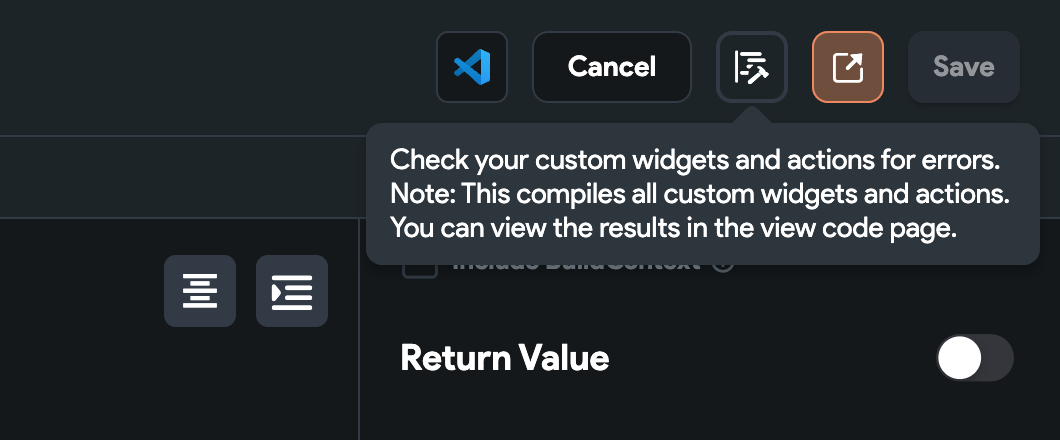 Cancel
Save
Check your custom widgets and actions for errors.
Note: This compiles all custom widgets and actions.
You can view the results in the view code page.
Include BuildContext
Return Value